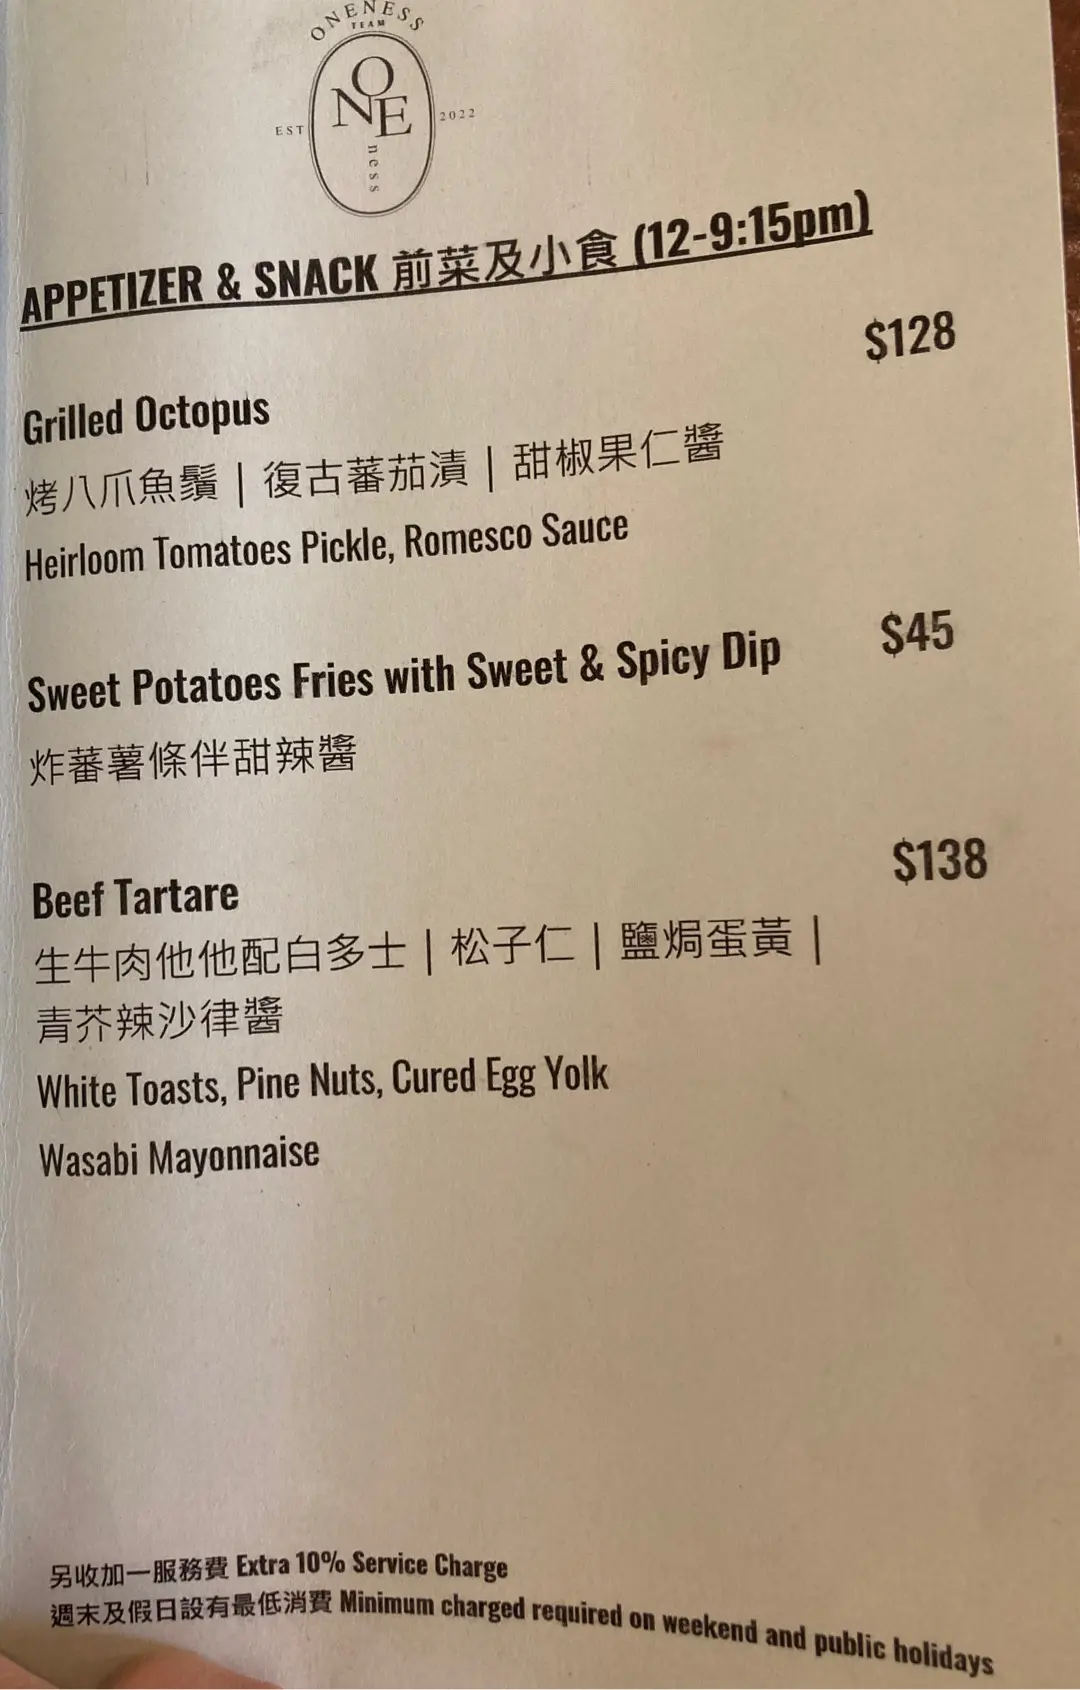 ONENESS
TEAM
ONE
EST 2022
ness
APPETIZER & SNACK 前菜及小食 (12-9:15pm)
$128
Grilled Octopus
烤八爪魚鬚 | 復古蕃茄漬 | 甜椒果仁醬
Heirloom Tomatoes Pickle, Romesco Sauce
Sweet Potatoes Fries with Sweet & Spicy Dip $45
炸蕃薯條伴甜辣醬
$138
Beef Tartare
生牛肉他他配白多士 | 松子仁 | 鹽焗蛋黃 |
青芥辣沙律醬
White Toasts, Pine Nuts, Cured Egg Yolk
Wasabi Mayonnaise
另收加一服務費 Extra 10% Service Charge
週末及假日設有最低消費 Minimum charged required on weekend and public holidays